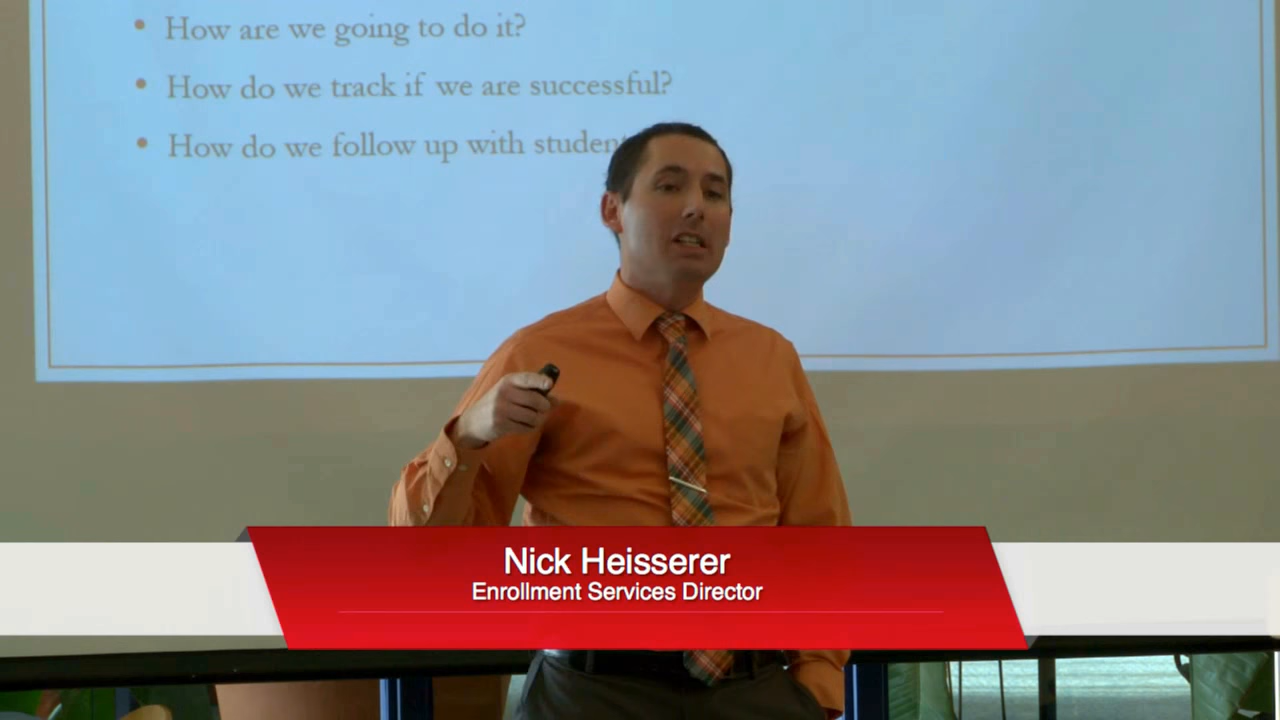 • How are we going to do it?
• How do we track if we are successful?
• How do we follow up with
Nick Heisserer
Enrollment Services Director